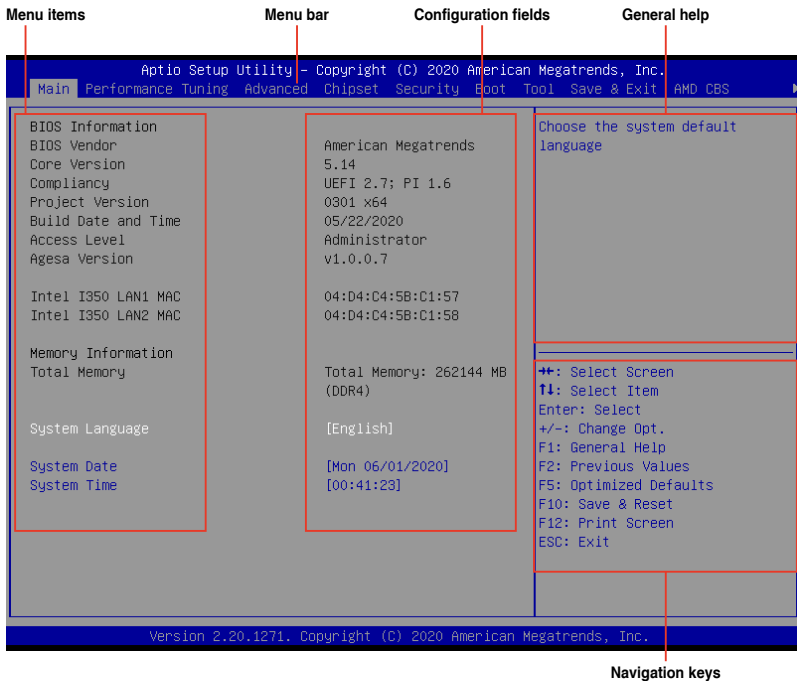 Menu items Menu bar Configuration fields General help
Aptio Setup Utility – Copyright (C) 2020 American Megatrends, Inc.
Main Performance Tuning Advanced Chipset Security Boot Tool Save & Exit AMD CBS
BIOS Information
BIOS Vendor American Megatrends
Core Version 5.14
Compliancy UEFI 2.7; PI 1.6
Project Version 0301 x64
Build Date and Time 05/22/2020
Access Level Administrator
Agesa Version v1.0.0.7
Intel I350 LAN1 MAC 04:D4:C4:5B:C1:57
Intel I350 LAN2 MAC 04:D4:C4:5B:C1:58
Memory Information
Total Memory Total Memory: 262144 MB
(DDR4)
System Language [English]
System Date [Mon 06/01/2020]
System Time [00:41:23]
Choose the system default
language
→←: Select Screen
↑↓: Select Item
Enter: Select
+/-: Change Opt.
F1: General Help
F2: Previous Values
F5: Optimized Defaults
F10: Save & Reset
F12: Print Screen
ESC: Exit
Version 2.20.1271. Copyright (C) 2020 American Megatrends, Inc.
Navigation keys